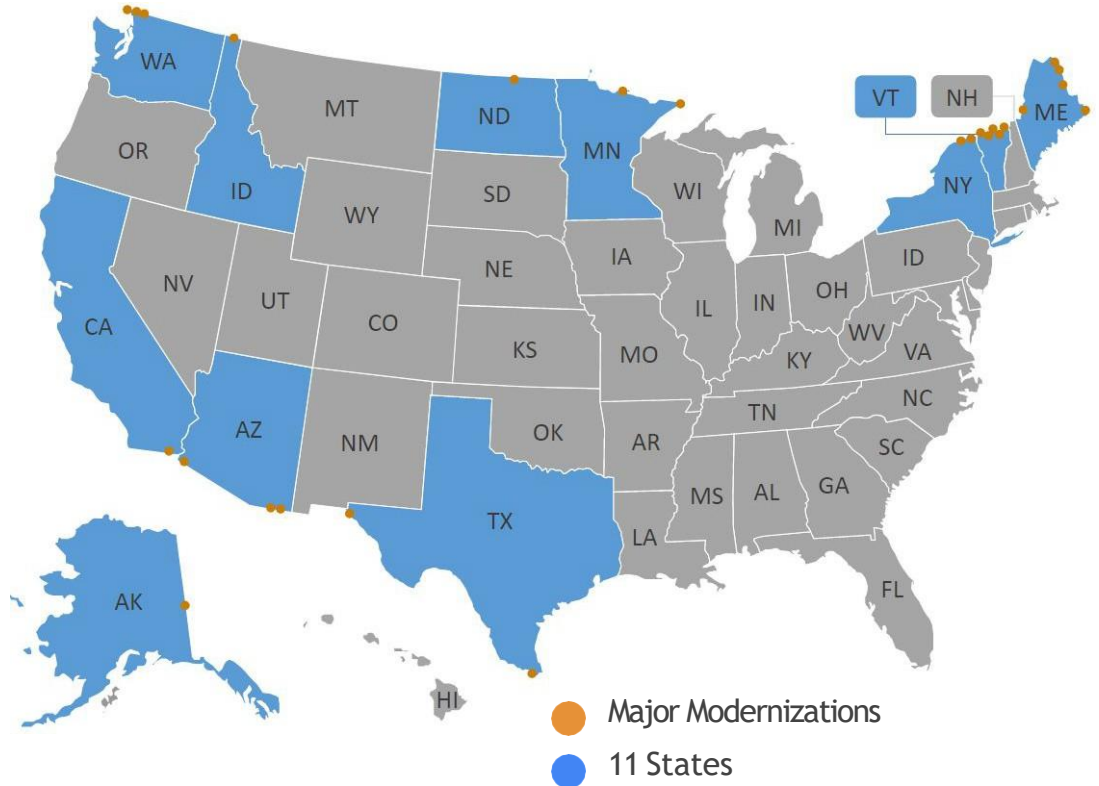 WA
MT
ND
MN
VT
NH
ME
OR
ID
SD
WI
NY
WY
MI
NV
UT
NE
IA
ID
CA
CO
IL
IN
OH
KS
MO
WV
KY
VA
AZ
NM
OK
AR
TN
NC
SC
TX
MS
AL
GA
LA
AK
FL
HI
Major Modernizations
11 States